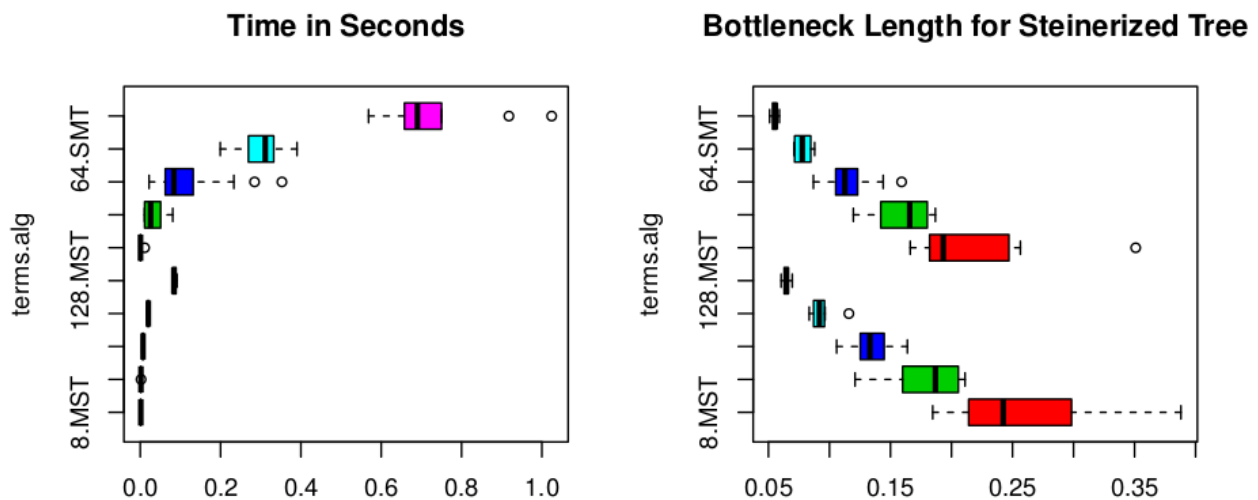 Time in Seconds
terms.alg
8.MST
128.MST
64.SMT
0.0 0.2 0.4 0.6 0.8 1.0
Bottleneck Length for Steinerized Tree
terms.alg
8.MST
128.MST
64.SMT
0.05 0.15 0.25 0.35